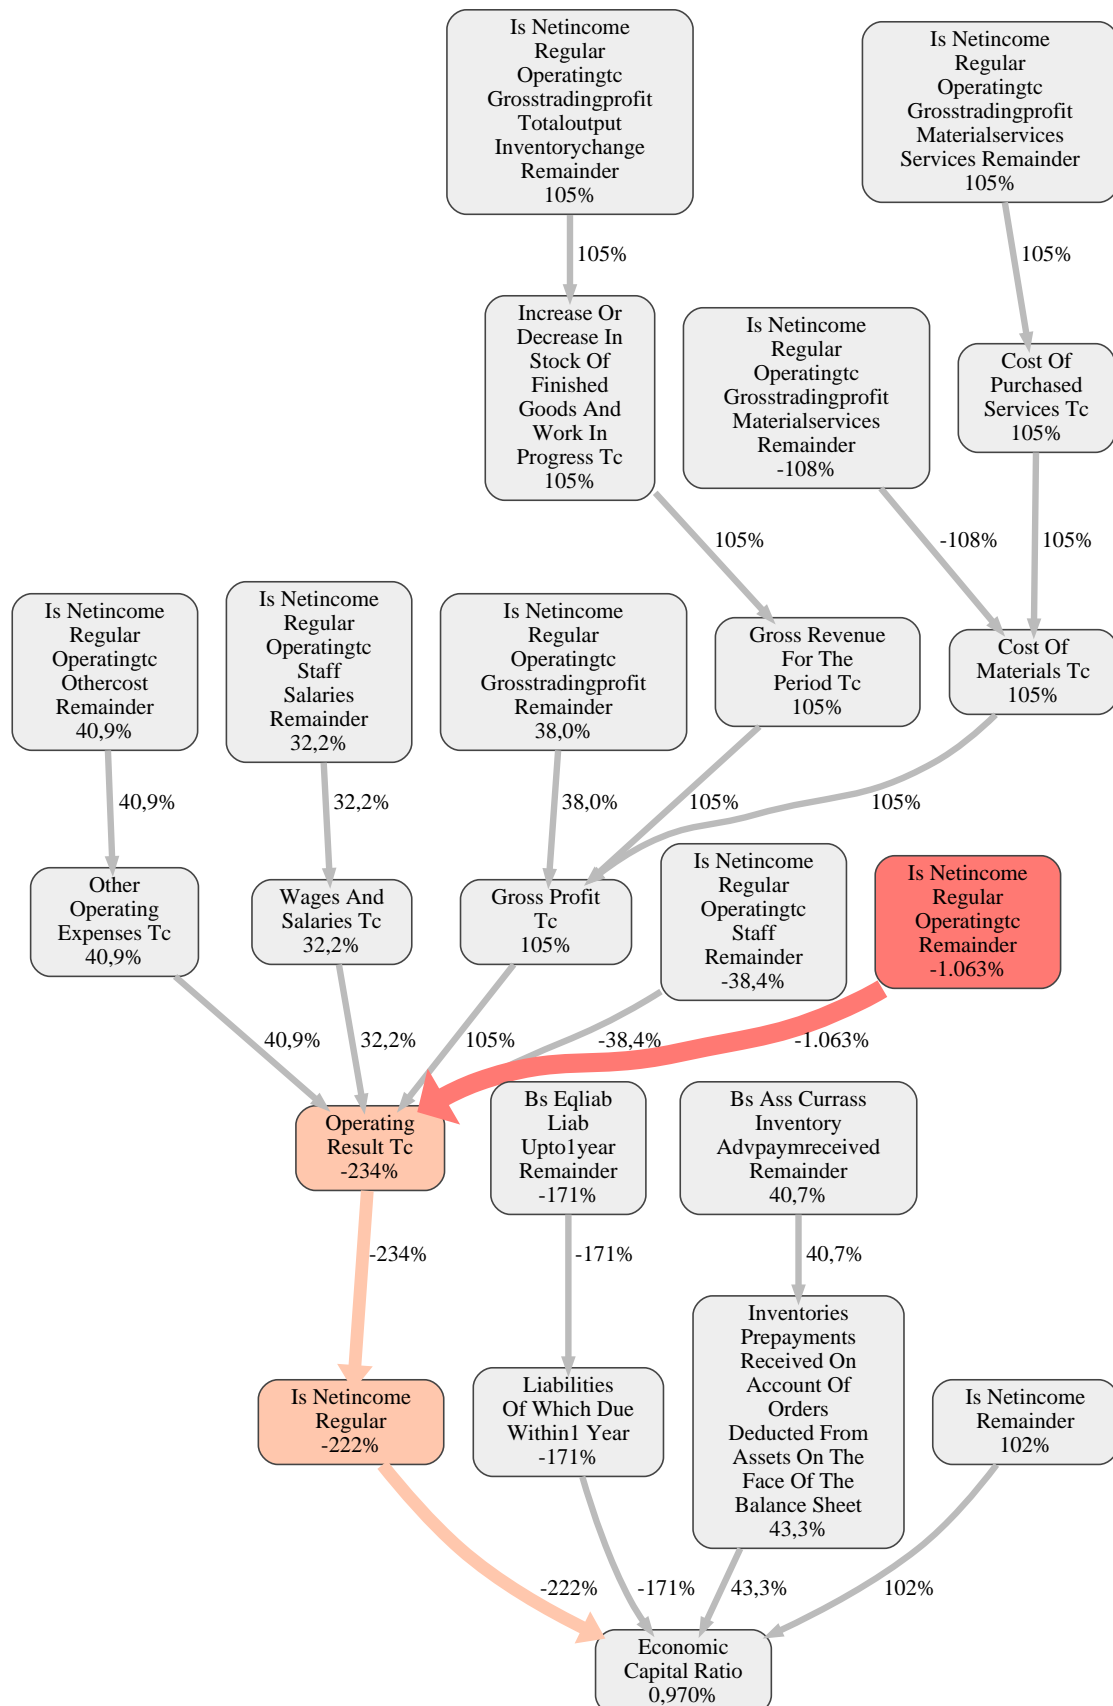 Is Netincome
Regular
Operatingtc
Grosstradingprofit
Totaloutput
Inventorychange
Remainder
105%
Is Netincome
Regular
Operatingtc
Grosstradingprofit
Materialservices
Services Remainder
105%
105%
105%
Increase Or
Decrease In
Stock Of
Finished
Goods And
Work In
Progress Tc
105%
Is Netincome
Regular
Operatingtc
Grosstradingprofit
Materialservices
Remainder
-108%
Cost Of
Purchased
Services Tc
105%
105%
-108%
105%
Is Netincome
Regular
Operatingtc
Othercost
Remainder
40,9%
Is Netincome
Regular
Operatingtc
Staff
Salaries
Remainder
32,2%
Is Netincome
Regular
Operatingtc
Grosstradingprofit
Remainder
38,0%
Gross Revenue
For The
Period Tc
105%
Cost Of
Materials Tc
105%
40,9%
32,2%
38,0%
105%
105%
Other
Operating
Expenses Tc
40,9%
Wages And
Salaries Tc
32,2%
Gross Profit
Tc
105%
Is Netincome
Regular
Operatingtc
Staff
Remainder
-38,4%
Is Netincome
Regular
Operatingtc
Remainder
-1.063%
40,9%
32,2%
105%
-38,4%
-1.063%
Operating
Result Tc
-234%
Bs Eqliab
Liab
Upto1year
Remainder
-171%
Bs Ass Currass
Inventory
Advpaymreceived
Remainder
40,7%
-234%
-171%
40,7%
Is Netincome
Regular
-222%
Liabilities
Of Which Due
Within1 Year
-171%
Inventories
Prepayments
Received On
Account Of
Orders
Deducted From
Assets On The
Face Of The
Balance Sheet
43,3%
Is Netincome
Remainder
102%
-222%
-171%
43,3%
102%
Economic
Capital Ratio
0,970%